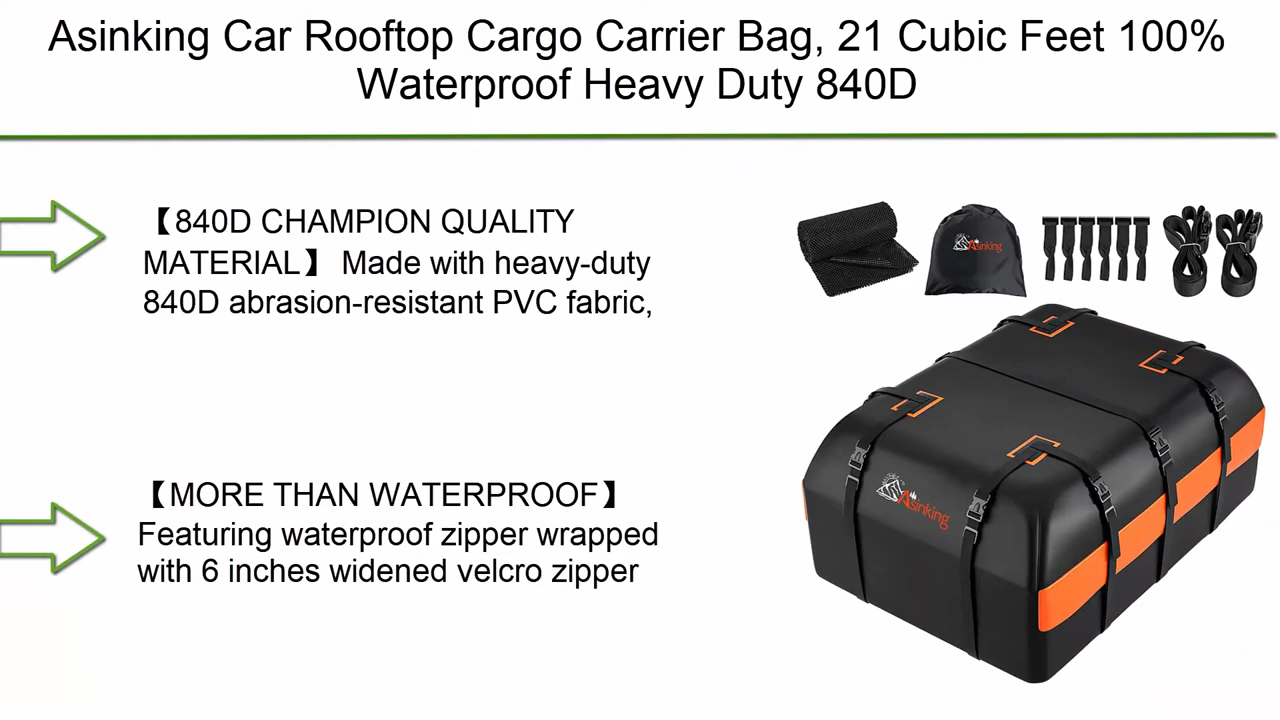 Asinking Car Rooftop Cargo Carrier Bag, 21 Cubic Feet 100%
Waterproof Heavy Duty 840D
【840D CHAMPION QUALITY
MATERIAL】 Made with heavy-duty
840D abrasion-resistant PVC fabric,
【MORE THAN WATERPROOF】
Featuring waterproof zipper wrapped
with 6 inches widened velcro zipper
Asinking
Asinking